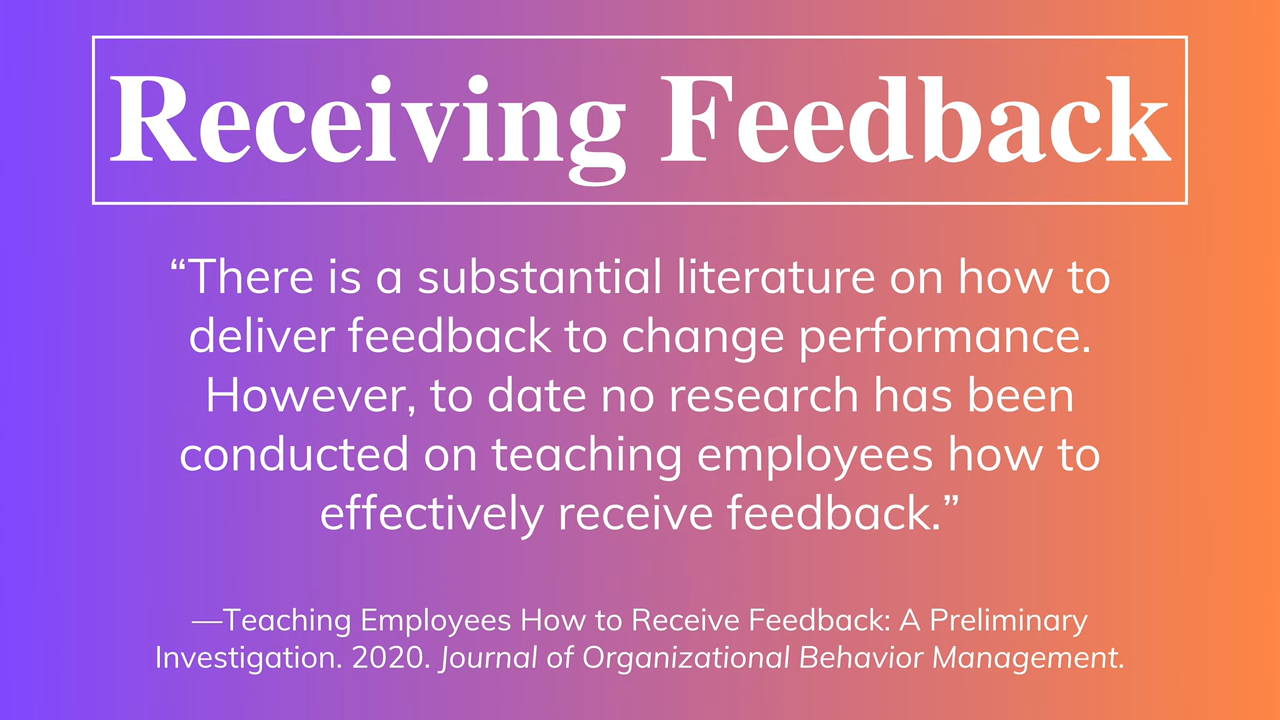 Receiving Feedback
“There is a substantial literature on how to
deliver feedback to change performance.
However, to date no research has been
conducted on teaching employees how to
effectively receive feedback.”
—Teaching Employees How to Receive Feedback: A Preliminary
Investigation. 2020. Journal of Organizational Behavior Management.